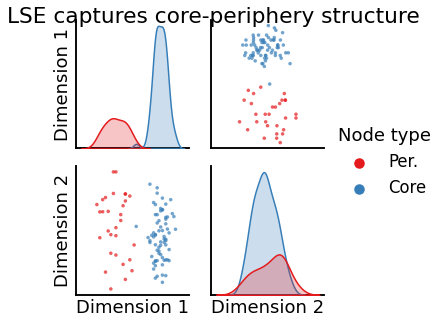 LSE captures core-periphery structure
Dimension 1
Node type
Per.
Core
Dimension 2
Dimension 1
Dimension 2